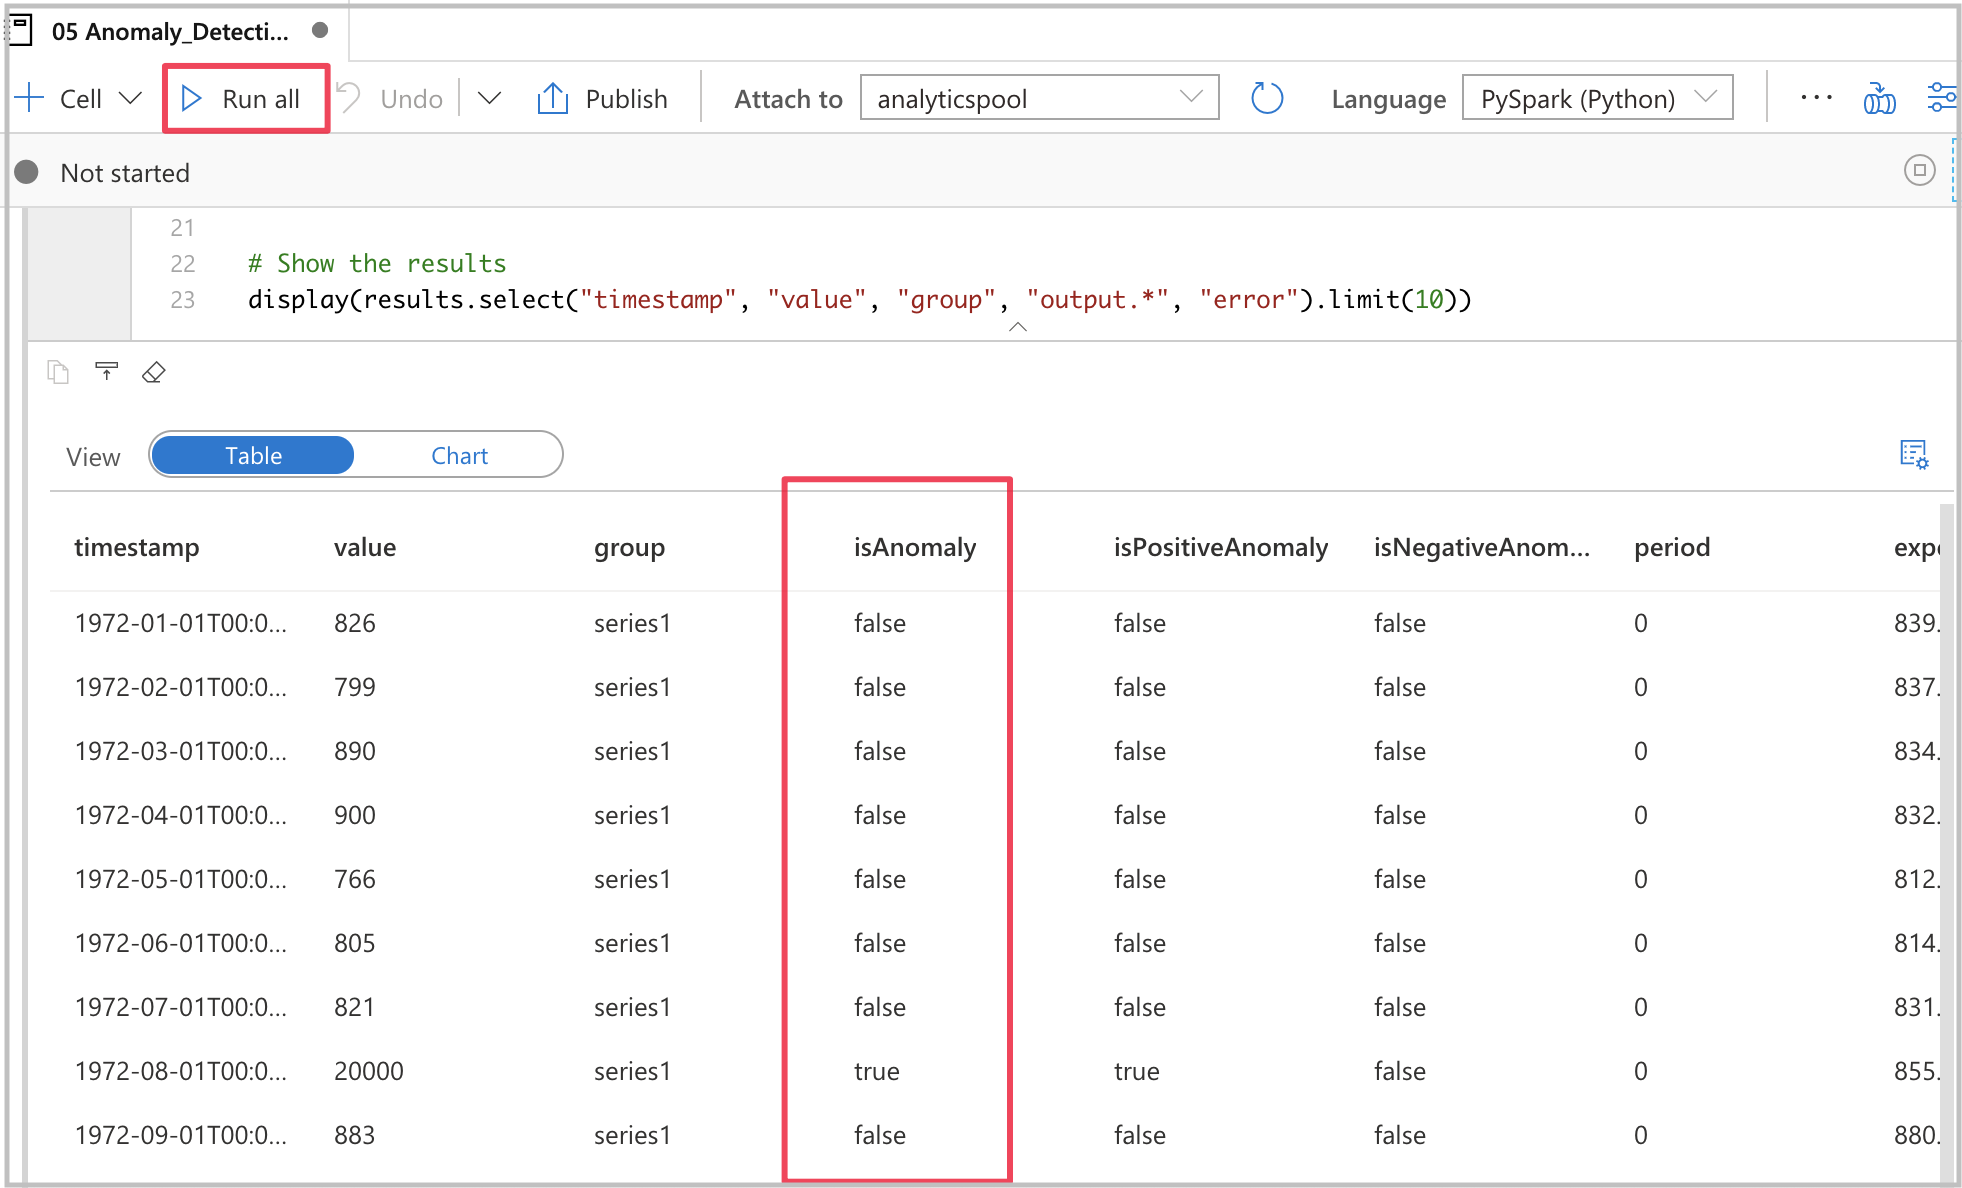 05 Anomaly_Detecti...
Cell Run all Undo Publish Attach to analyticspool Language PySpark (Python) ...
Not started
21
22 # Show the results
23 display(results.select("timestamp", "value", "group", "output.*", "error").limit(10))
View Table Chart
timestamp value group isAnomaly isPositiveAnomaly isNegativeAnom... period expe
1972-01-01T00:0... 826 series1 false false false 0 839.
1972-02-01T00:0... 799 series1 false false false 0 837.
1972-03-01T00:0... 890 series1 false false false 0 834.
1972-04-01T00:0... 900 series1 false false false 0 832.
1972-05-01T00:0... 766 series1 false false false 0 812.
1972-06-01T00:0... 805 series1 false false false 0 814.
1972-07-01T00:0... 821 series1 false false false 0 831.
1972-08-01T00:0... 20000 series1 true true false 0 855.
1972-09-01T00:0... 883 series1 false false false 0 880.